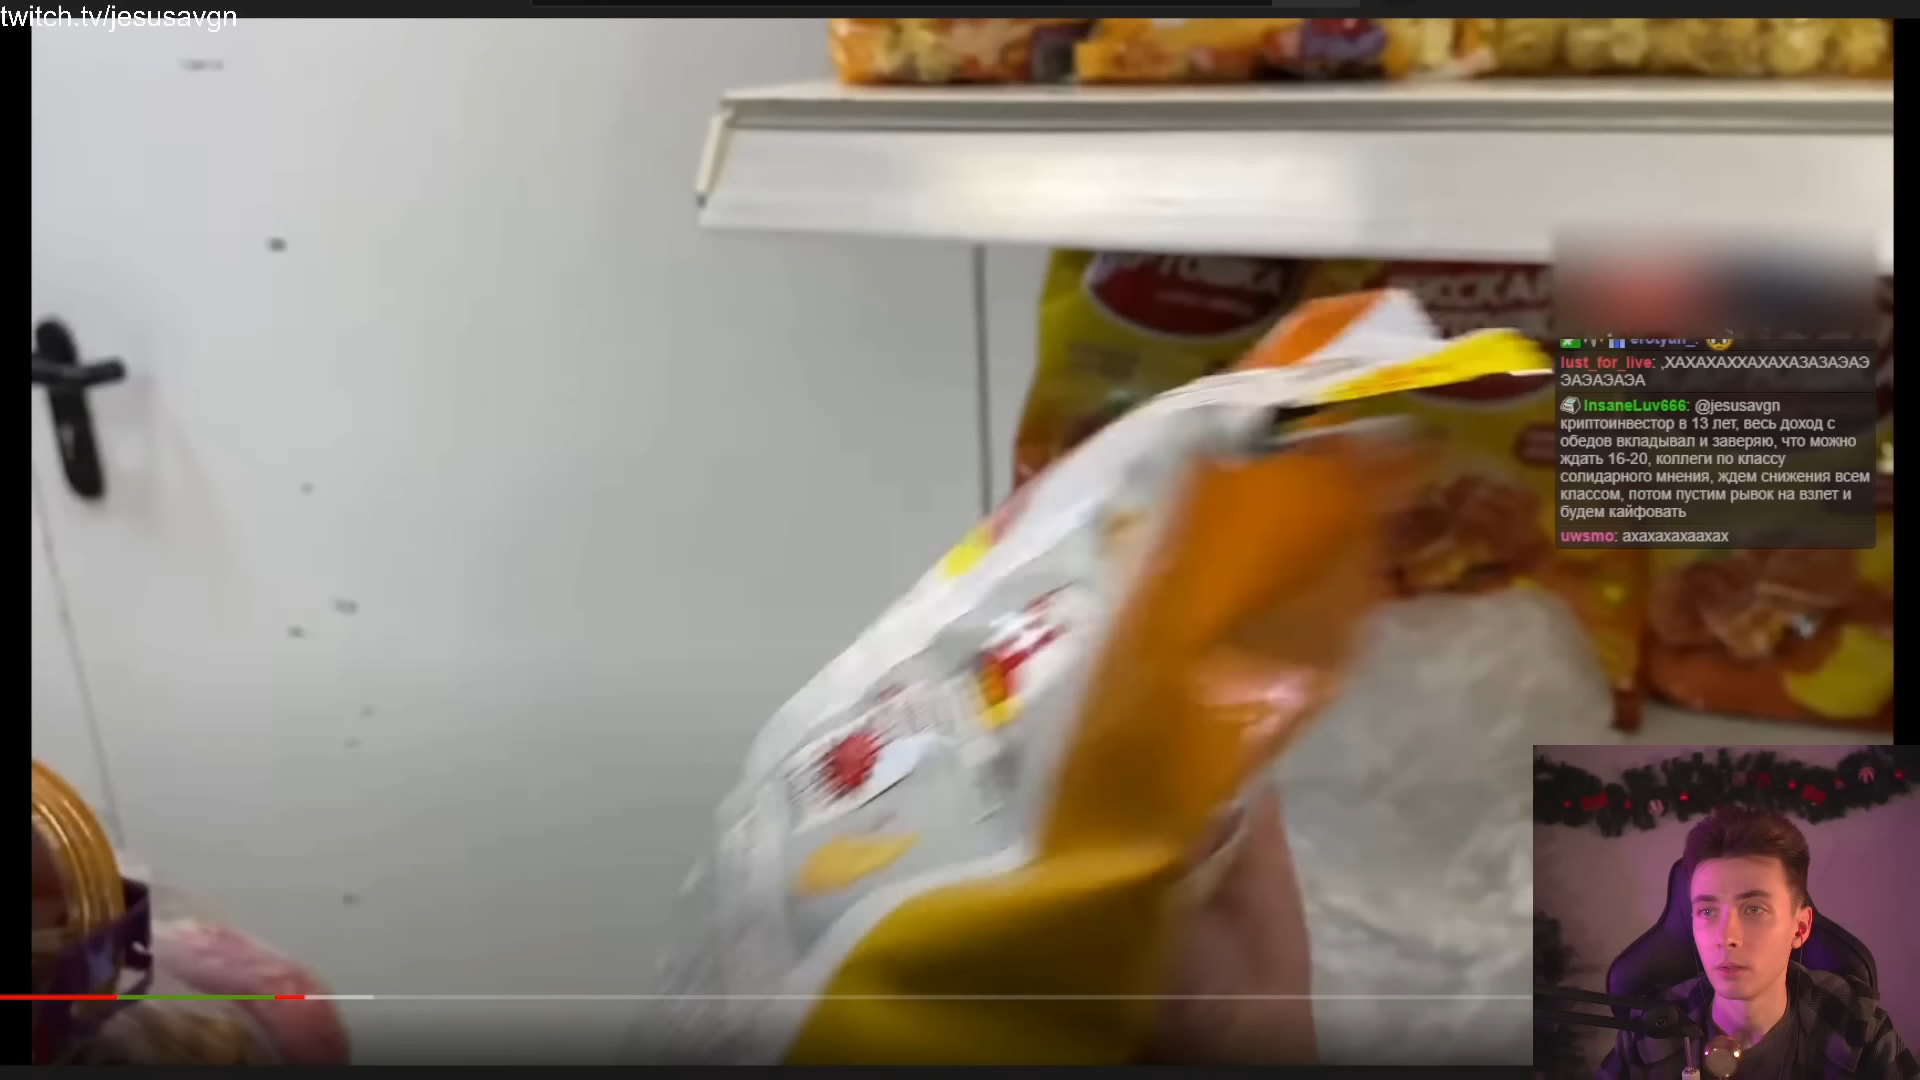 twitch.tv/jesusavgn
lust_for_live: ,ХАХАХАХХАХАХАЗАЗАЭАЭ
ЭАЭАЭАЭА
InsaneLuv666: @jesusavgn
криптоинвестор в 13 лет, весь доход с
обедов вкладывал и заверяю, что можно
ждать 16-20, коллеги по классу
солидарного мнения, ждем снижения всем
классом, потом пустим рывок на взлет и
будем кайфовать
uwsmo: ахахахахаахах